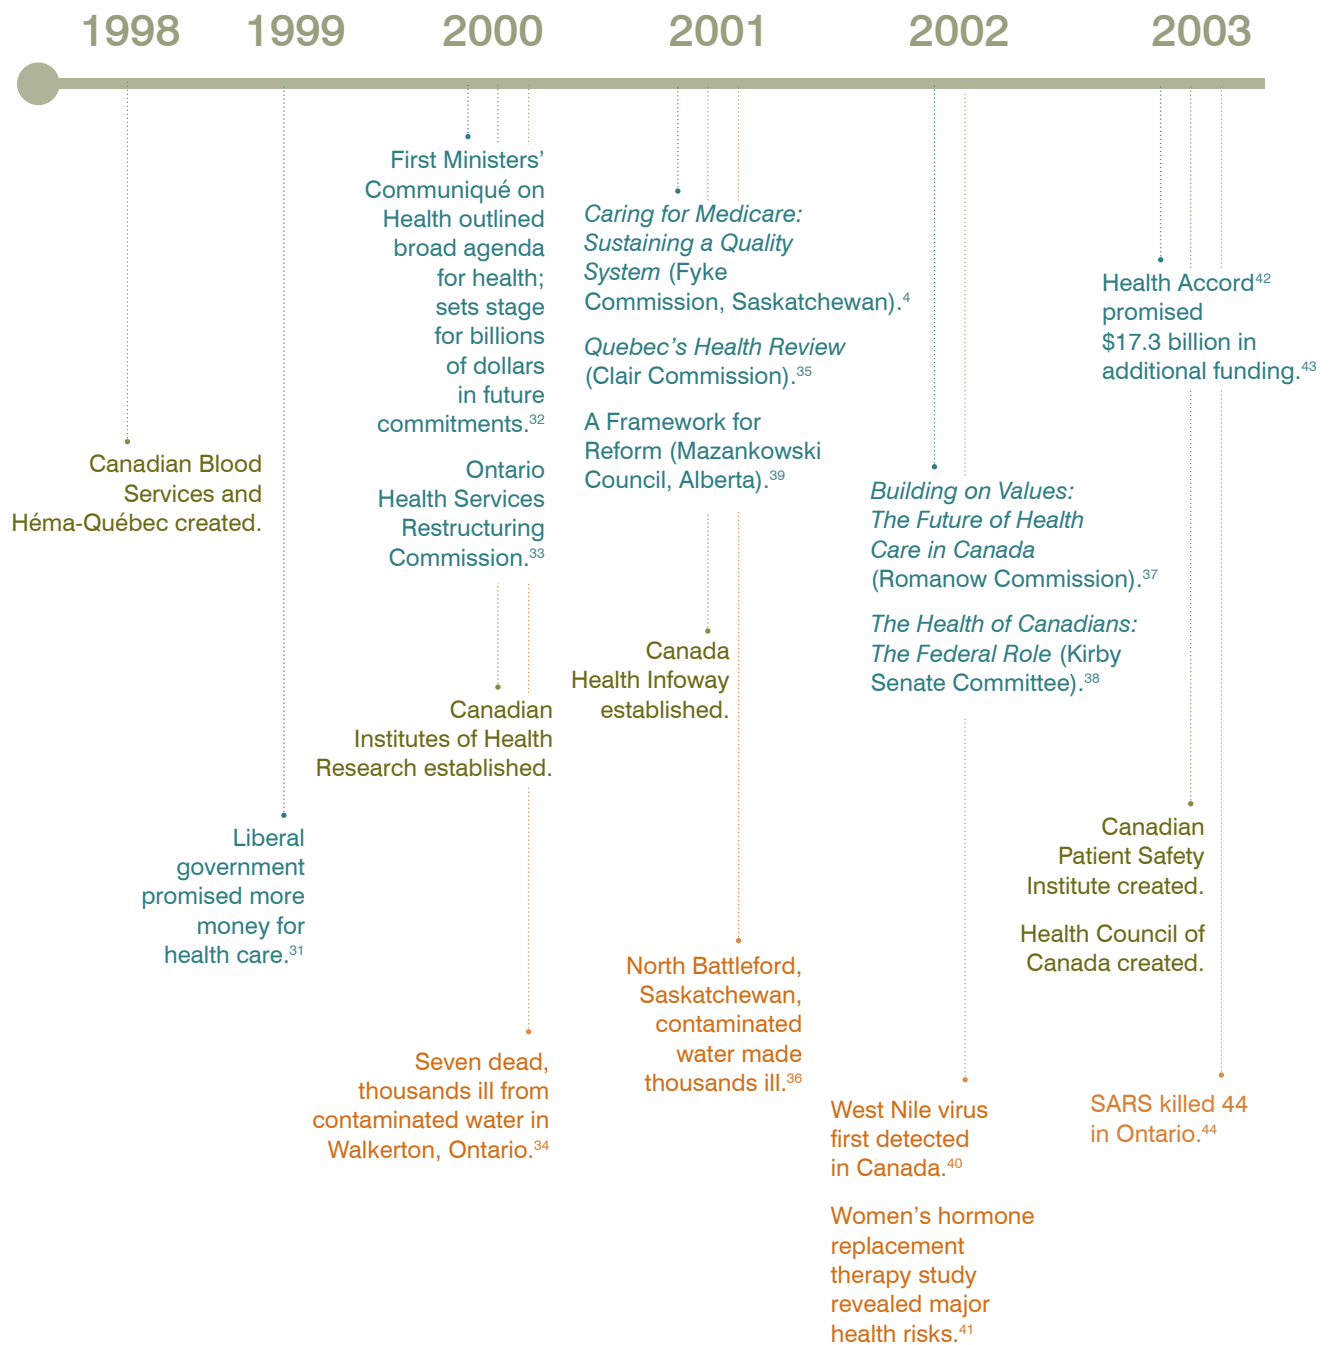 1998 1999 2000 2001 2002 2003
Canadian Blood
Services and
Héma-Québec created.
Liberal
government
promised more
money for
health care.31
First Ministers’
Communiqué on
Health outlined
broad agenda
for health;
sets stage
for billions
of dollars
in future
commitments.32
Ontario
Health Services
Restructuring
Commission.33
Canadian
Institutes of Health
Research established.
Seven dead,
thousands ill from
contaminated water in
Walkerton, Ontario.34
Caring for Medicare:
Sustaining a Quality
System (Fyke
Commission, Saskatchewan).4
Quebec’s Health Review
(Clair Commission).35
A Framework for
Reform (Mazankowski
Council, Alberta).39
Canada
Health Infoway
established.
North Battleford,
Saskatchewan,
contaminated
water made
thousands ill.36
Building on Values:
The Future of Health
Care in Canada
(Romanow Commission).37
The Health of Canadians:
The Federal Role (Kirby
Senate Committee).38
West Nile virus
first detected
in Canada.40
Women’s hormone
replacement
therapy study
revealed major
health risks.41
Health Accord42
promised
$17.3 billion in
additional funding.43
Canadian
Patient Safety
Institute created.
Health Council of
Canada created.
SARS killed 44
in Ontario.44